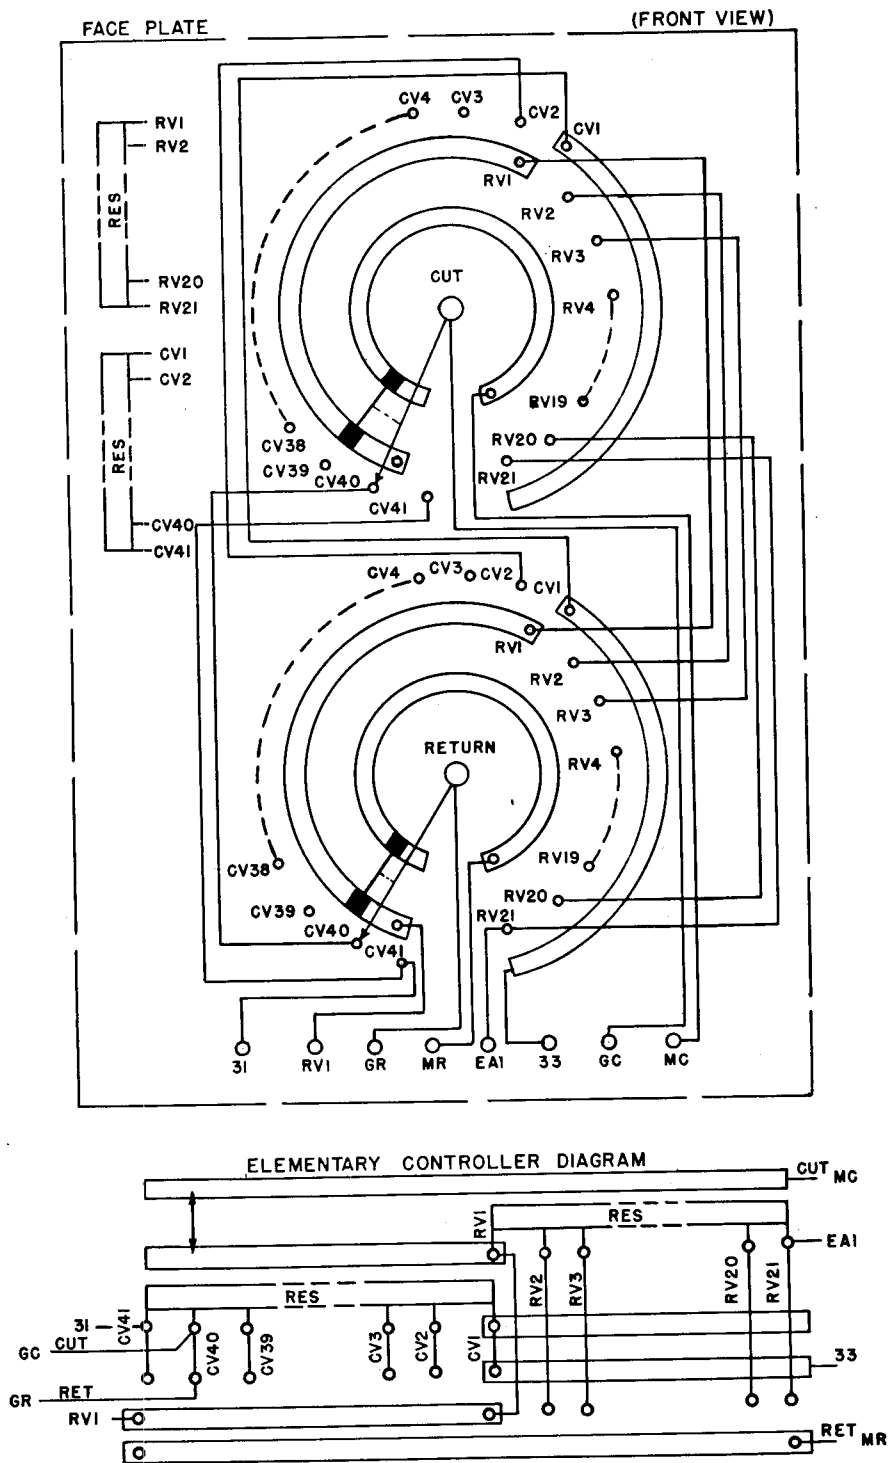 FACE PLATE
(FRONT VIEW)
CV4
CV3
CV2
CV1
RV1
RV2
RES
RV20
RV21
CV1
CV2
RES
CV40
CV41
RV1
RV2
RV3
CUT
RV4
RV19
CV38
CV39
CV40
RV20
RV21
CV41
CV4
CV3
CV2
CV1
RV1
RV2
RV3
RETURN
RV4
CV38
RV19
CV39
CV40
RV20
RV21
CV41
31
RV1
GR
MR
EA1
33
GC
MC
ELEMENTARY CONTROLLER DIAGRAM
CUT
MC
RV1
RES
EA1
RV2
RV3
RV20
RV21
RES
31
CV41
GC
CUT
CV40
CV39
CV3
CV2
CV1
33
GR
RET
RV1
RET
MR